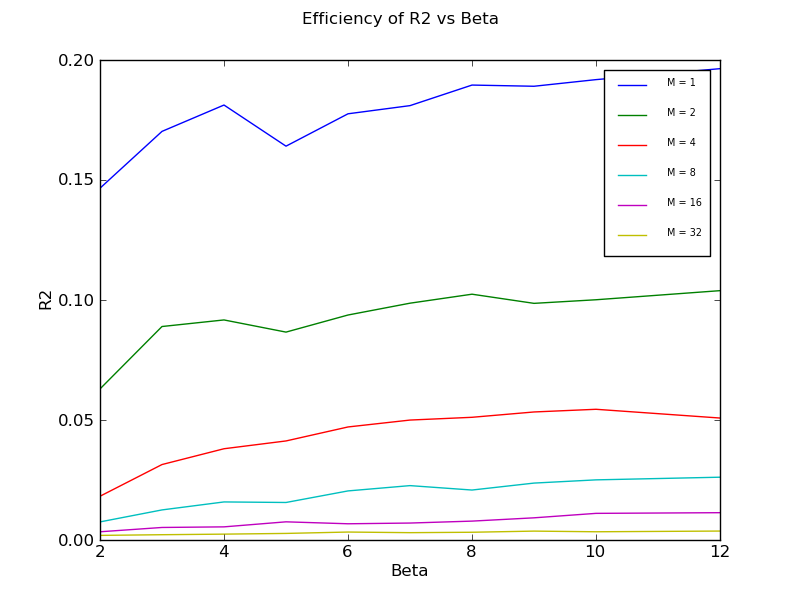 Efficiency of R2 vs Beta
0.20
0.15
0.10
0.05
0.00
R2
M = 1
M = 2
M = 4
M = 8
M = 16
M = 32
2 4 6 8 10 12
Beta